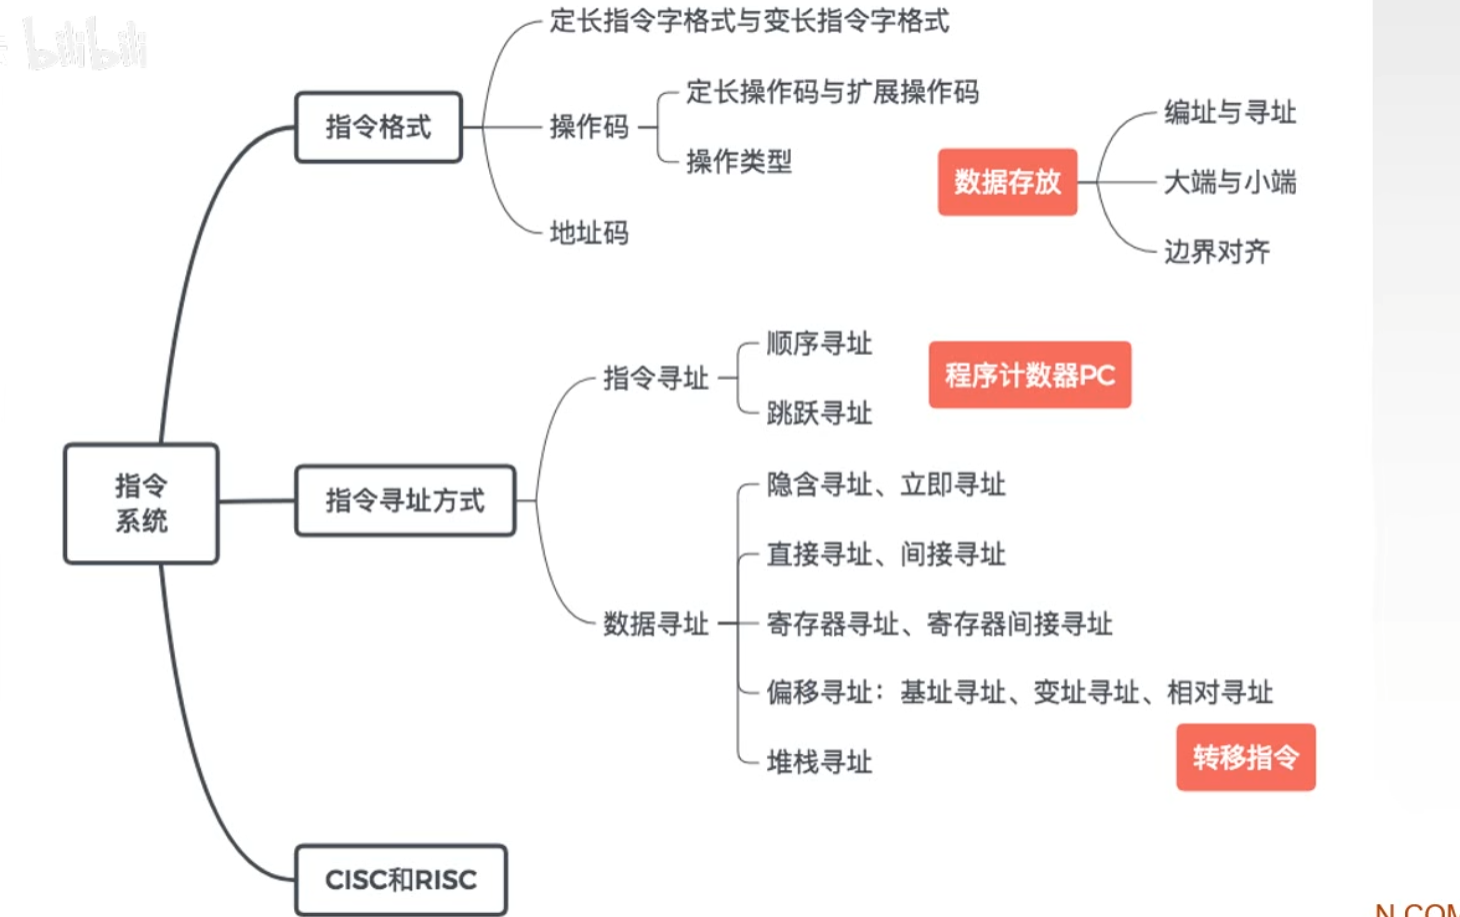 bilibili
定长指令字格式与变长指令字格式
指令格式
操作码
定长操作码与扩展操作码
操作类型
地址码
数据存放
编址与寻址
大端与小端
边界对齐
指令
系统
指令寻址方式
指令寻址
顺序寻址
跳跃寻址
程序计数器PC
数据寻址
隐含寻址、立即寻址
直接寻址、间接寻址
寄存器寻址、寄存器间接寻址
偏移寻址：基址寻址、变址寻址、相对寻址
转移指令
堆栈寻址
CISC和RISC
N.COM